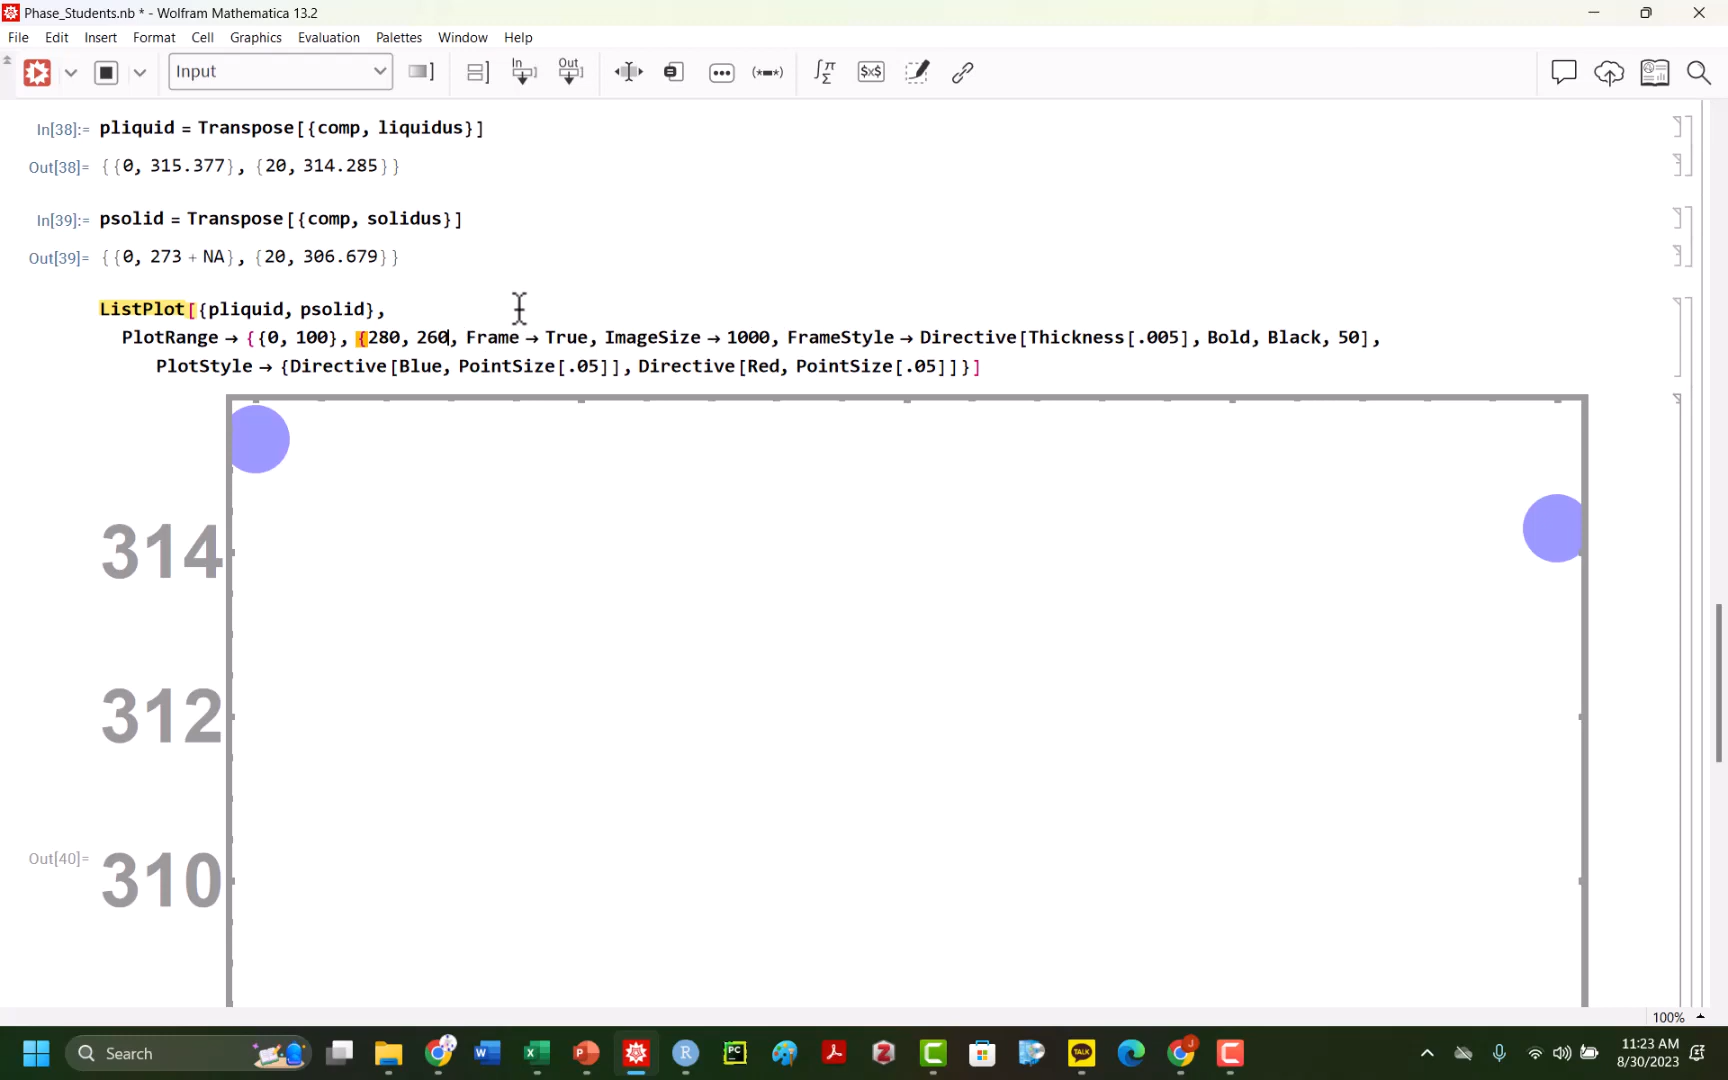 Phase_Students.nb * - Wolfram Mathematica 13.2
File Edit Insert Format Cell Graphics Evaluation Palettes Window Help
Input
In
Out
In[38]:= pliquid = Transpose[{comp, liquidus}]
Out[38]= {{0, 315.377}, {20, 314.285}}
In[39]:= psolid = Transpose[{comp, solidus}]
Out[39]= {{0, 273 + NA}, {20, 306.679}}
ListPlot[{pliquid, psolid},
PlotRange → {{0, 100}, {280, 260, Frame → True, ImageSize → 1000, FrameStyle → Directive[Thickness[.005], Bold, Black, 50],
PlotStyle → {Directive[Blue, PointSize[.05]], Directive[Red, PointSize[.05]]}]
314
312
Out[40]= 310
100%
Search
11:23 AM
8/30/2023